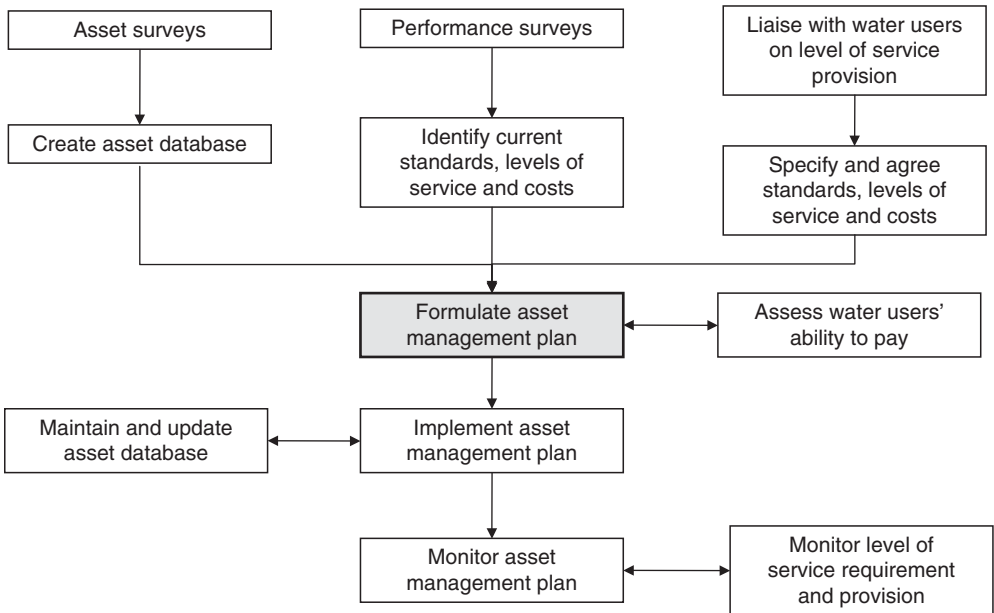 Asset surveys
Performance surveys
Liaise with water users
on level of service
provision
Create asset database
Identify current
standards, levels of
service and costs
Specify and agree
standards, levels of
service and costs
Formulate asset
management plan
Assess water users’
ability to pay
Maintain and update
asset database
Implement asset
management plan
Monitor asset
management plan
Monitor level of
service requirement
and provision